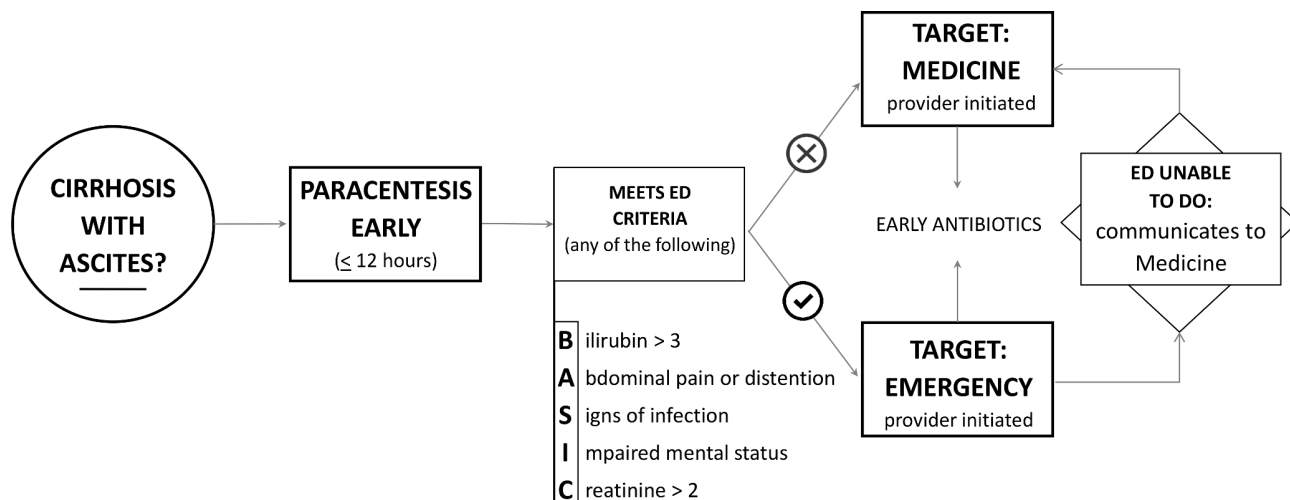 CIRRHOSIS
WITH
ASCITES?
PARACENTESIS
EARLY
(≤ 12 hours)
MEETS ED
CRITERIA
(any of the following)
B ilirubin > 3
A bdominal pain or distention
S igns of infection
I mpaired mental status
C reatinine > 2
TARGET:
MEDICINE
provider initiated
EARLY ANTIBIOTICS
TARGET:
EMERGENCY
provider initiated
ED UNABLE
TO DO:
communicates to
Medicine